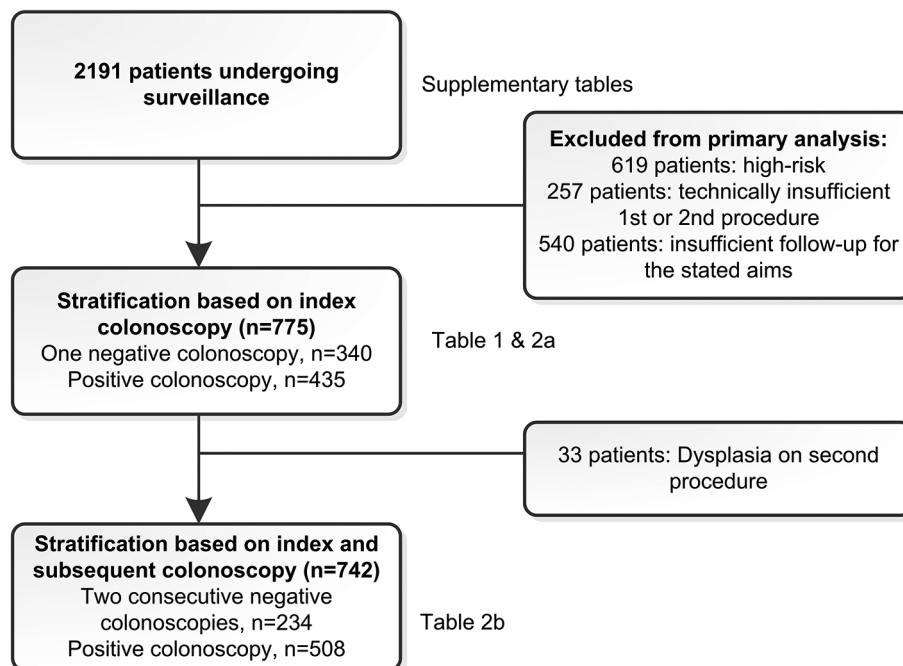 2191 patients undergoing
surveillance
Supplementary tables
Excluded from primary analysis:
619 patients: high-risk
257 patients: technically insufficient
1st or 2nd procedure
540 patients: insufficient follow-up for
the stated aims
Stratification based on index
colonoscopy (n=775)
One negative colonoscopy, n=340
Positive colonoscopy, n=435
Table 1 & 2a
33 patients: Dysplasia on second
procedure
Stratification based on index and
subsequent colonoscopy (n=742)
Two consecutive negative
colonoscopies, n=234
Positive colonoscopy, n=508
Table 2b